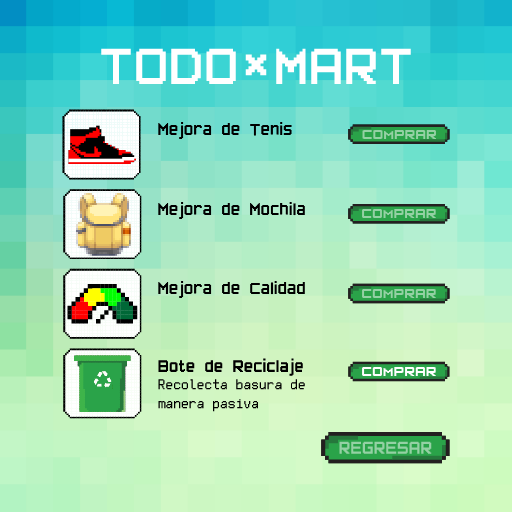 TODO×MART
Mejora de Tenis
COMPRAR
Mejora de Mochila
COMPRAR
Mejora de Calidad
COMPRAR
Bote de Reciclaje
Recolecta basura de
manera pasiva
COMPRAR
REGRESAR